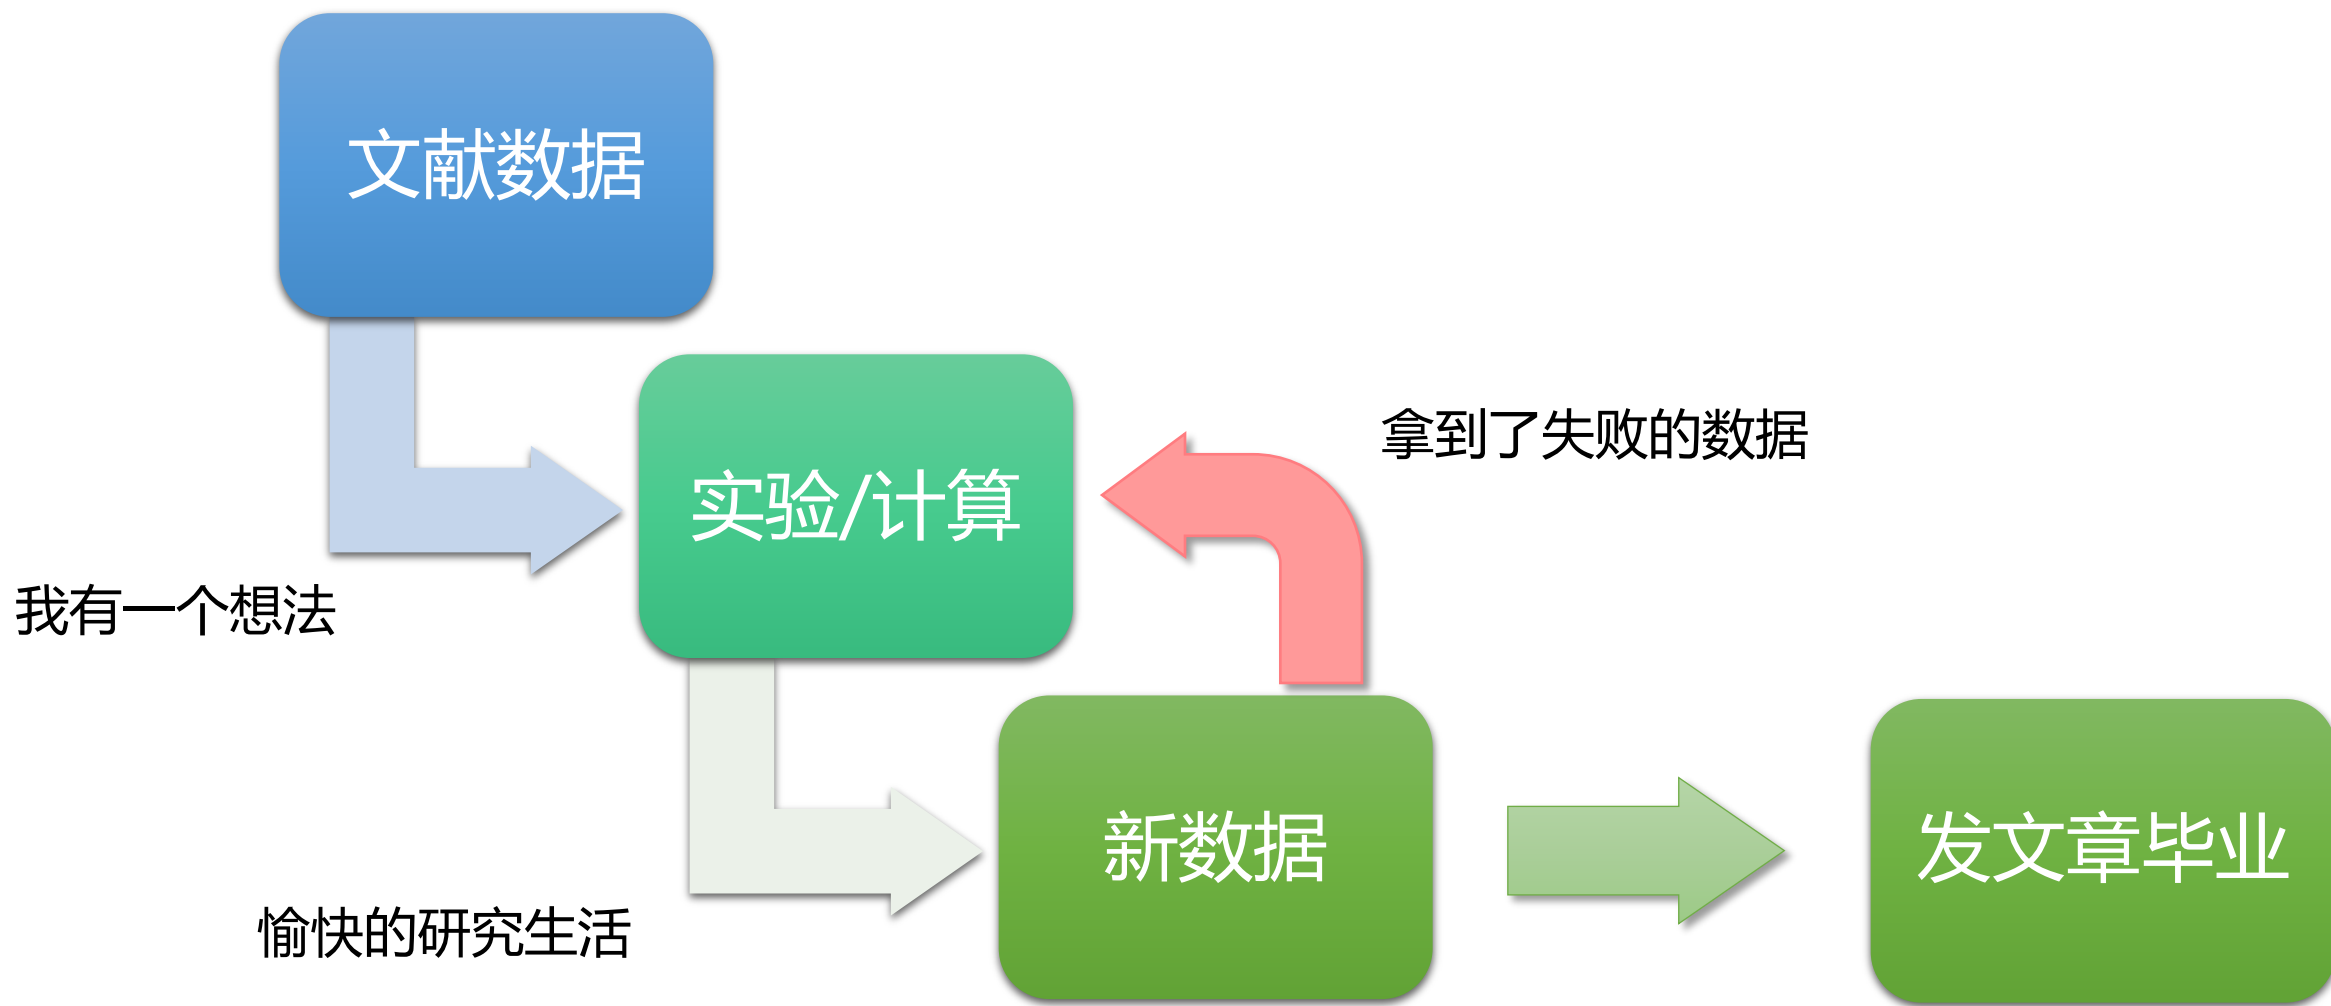 文献数据
拿到了失败的数据
实验/计算
我有一个想法
新数据
发文章毕业
愉快的研究生活